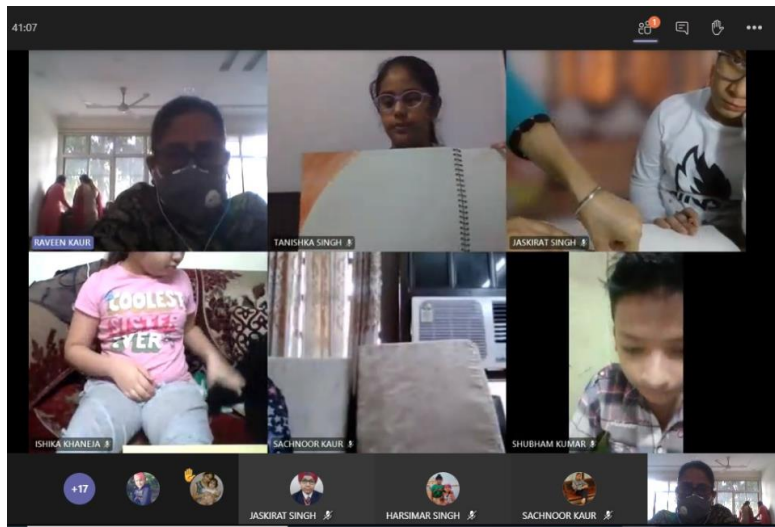 41:07
1
RAVEEN KAUR
TANISHKA SINGH
JASKIRAT SINGH
COOLEST
SISTER
EVER
ISHIKA KHANEJA
SACHNOOR KAUR
SHUBHAM KUMAR
+17
JASKIRAT SINGH
HARSIMAR SINGH
SACHNOOR KAUR